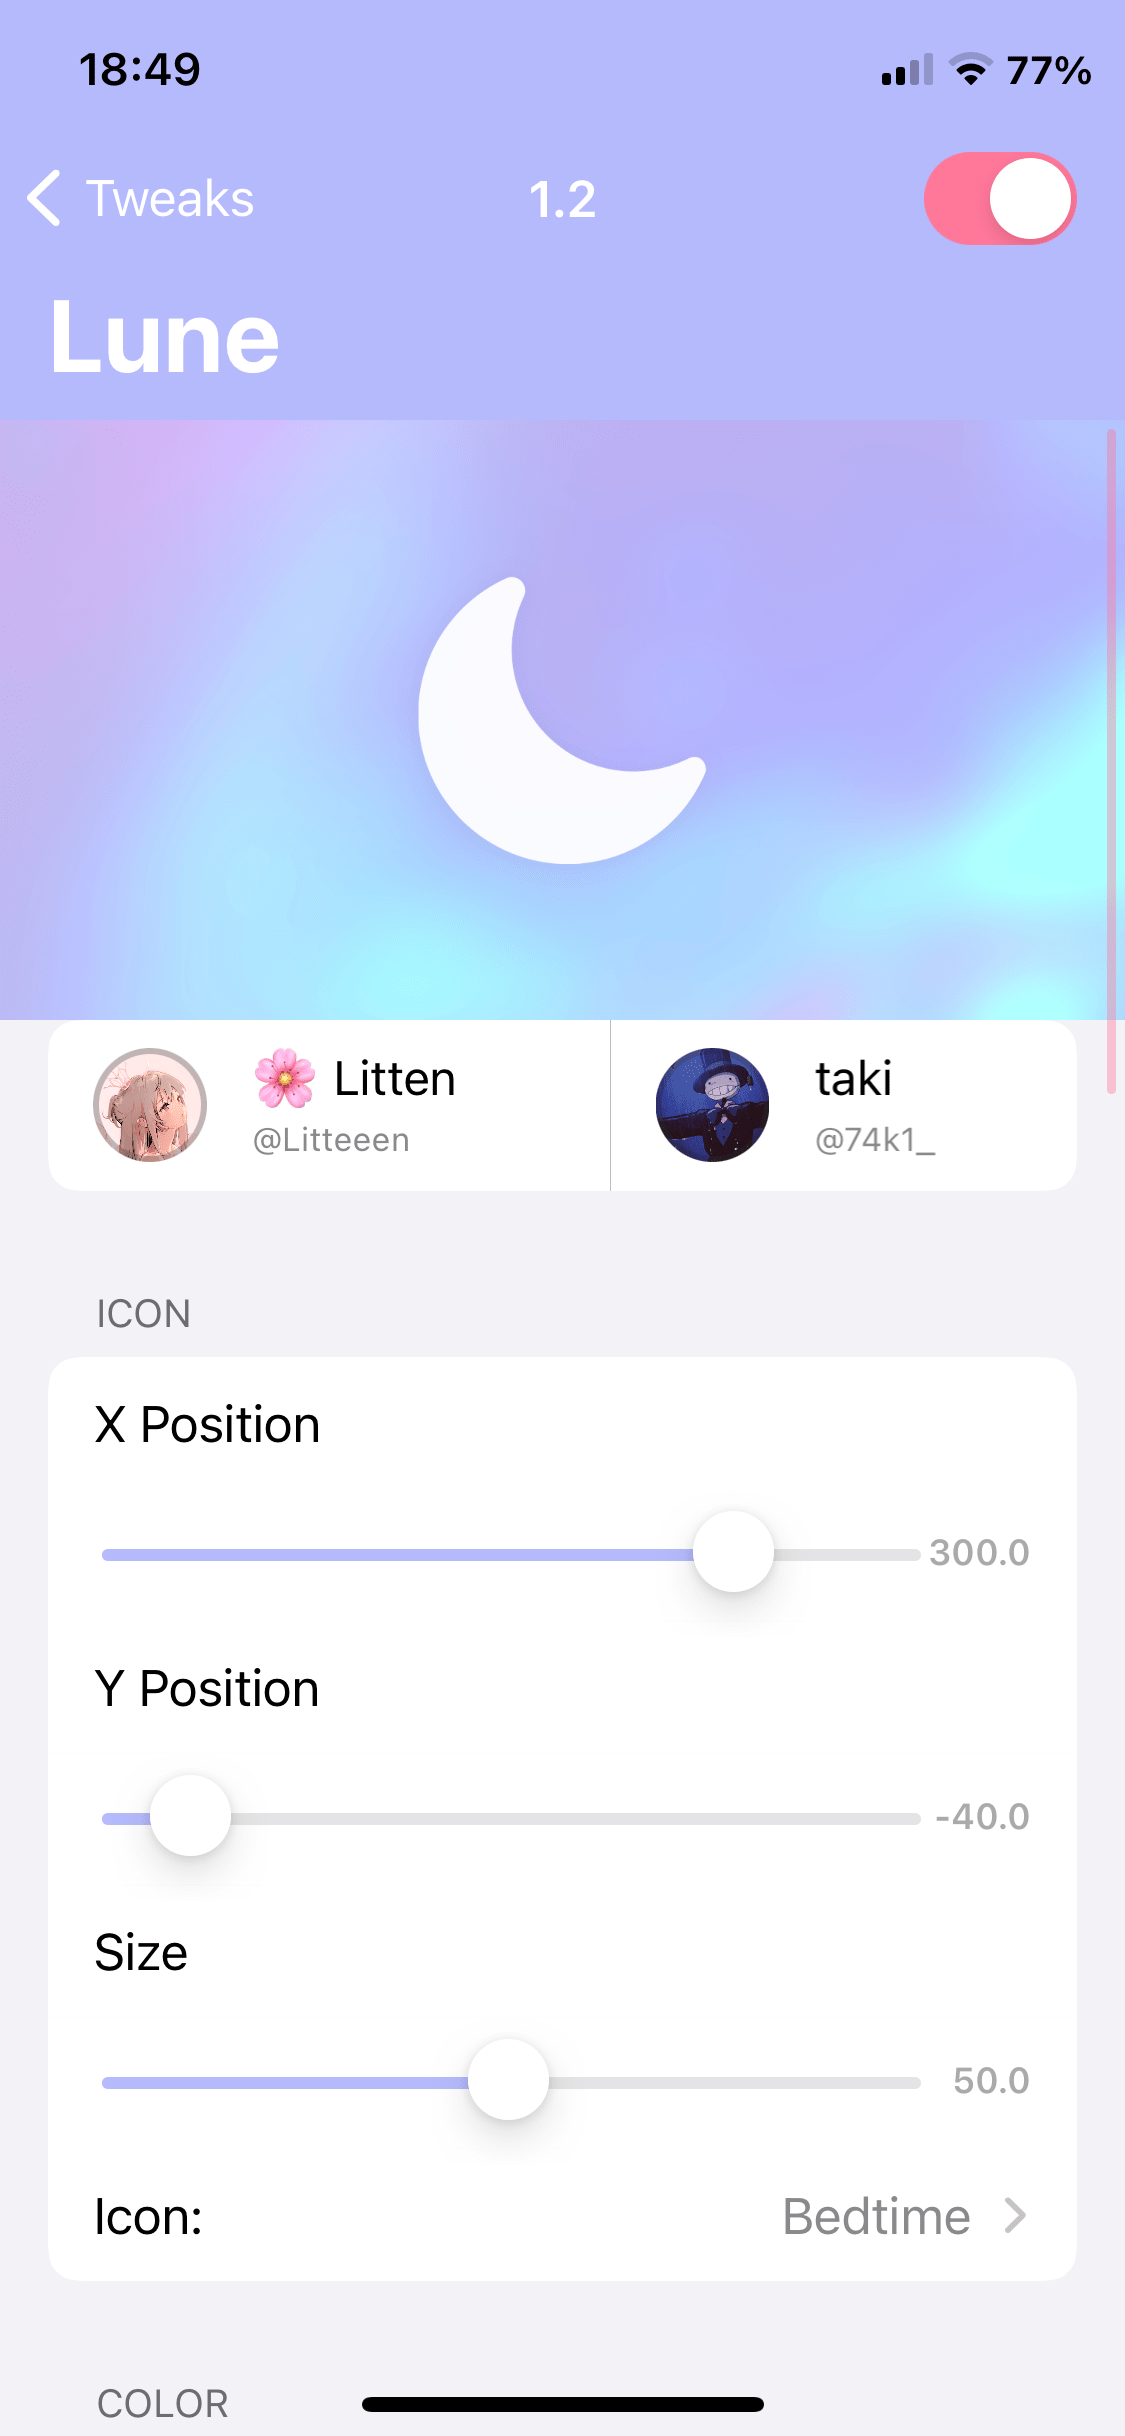 18:49
77%
Tweaks
1.2
Lune
🌸 Litten
@Litteeen
taki
@74k1_
ICON
X Position
300.0
Y Position
-40.0
Size
50.0
Icon:
Bedtime
COLOR